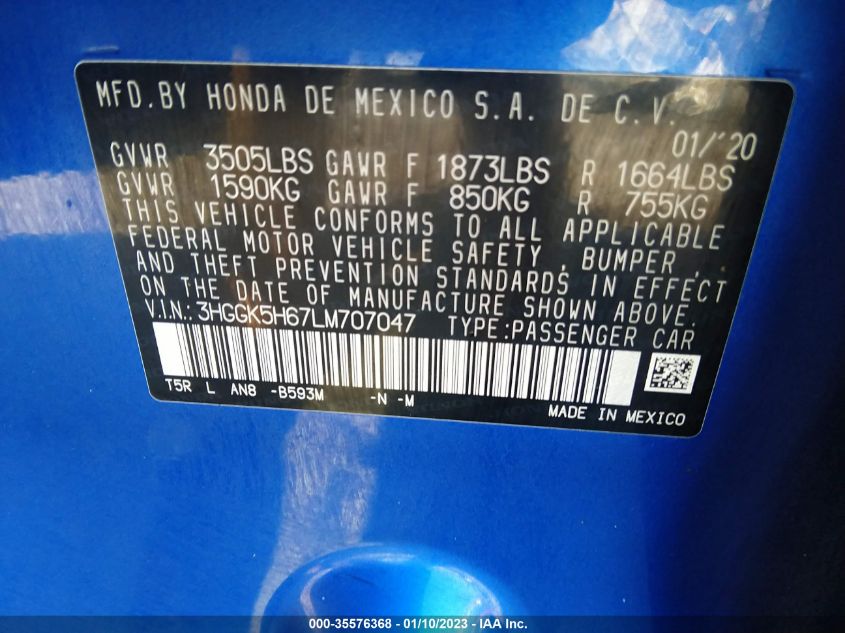 MFD.BY HONDA DE MEXICO S.A. DE C.V.
01/'20
GVWR 3505LBS GAWR F 1873LBS R 1664LBS
GVWR 1590KG GAWR F 850KG R 755KG
THIS VEHICLE CONFORMS TO ALL APPLICABLE
FEDERAL MOTOR VEHICLE SAFETY, BUMPER,
AND THEFT PREVENTION STANDARDS IN EFFECT
ON THE DATE OF MANUFACTURE SHOWN ABOVE.
V.I.N.: 3HGGK5H67LM707047 TYPE:PASSENGER CAR
T5R L AN8 -B593M -N -M
MADE IN MEXICO
000-35576368 - 01/10/2023 - IAA Inc.